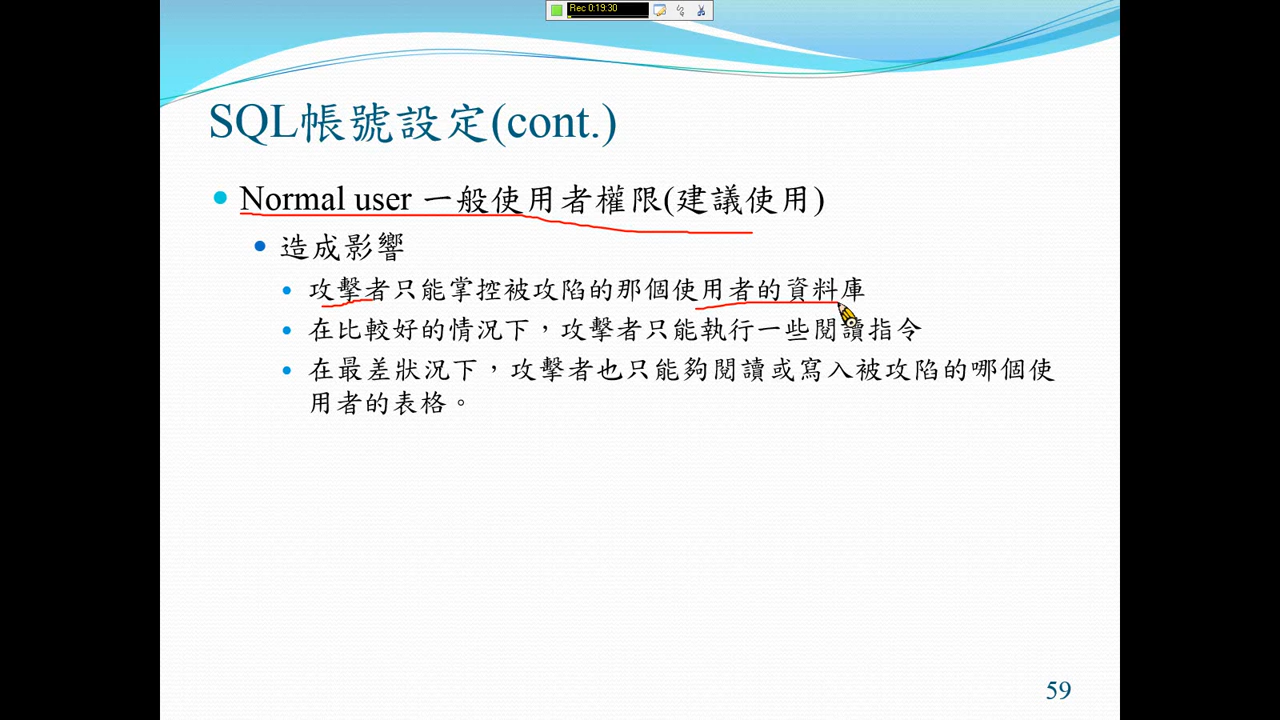 Rec 0:19:30
SQL帳號設定(cont.)
Normal user 一般使用者權限(建議使用)
造成影響
攻擊者只能掌控被攻陷的那個使用者的資料庫
在比較好的情況下，攻擊者只能執行一些閱讀指令
在最差狀況下，攻擊者也只能夠閱讀或寫入被攻陷的哪個使
用者的表格。
59